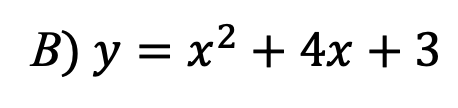 B) y = x² + 4x + 3